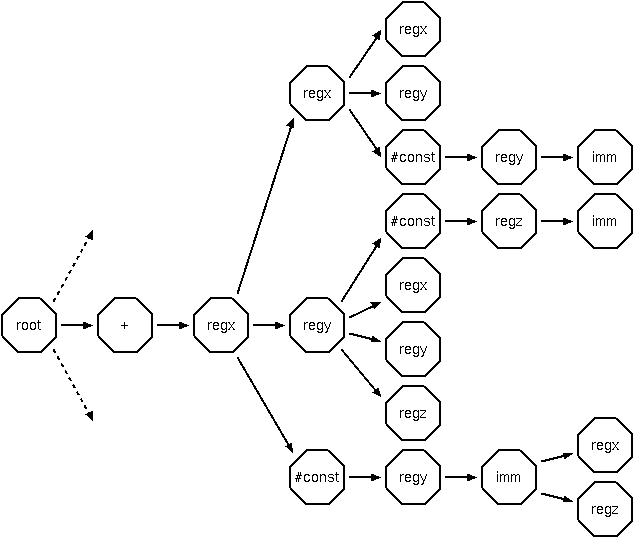 regx
regx
regy
#const
regy
imm
#const
regz
imm
regx
root
+
regx
regy
regy
regz
#const
regy
imm
regx
regz